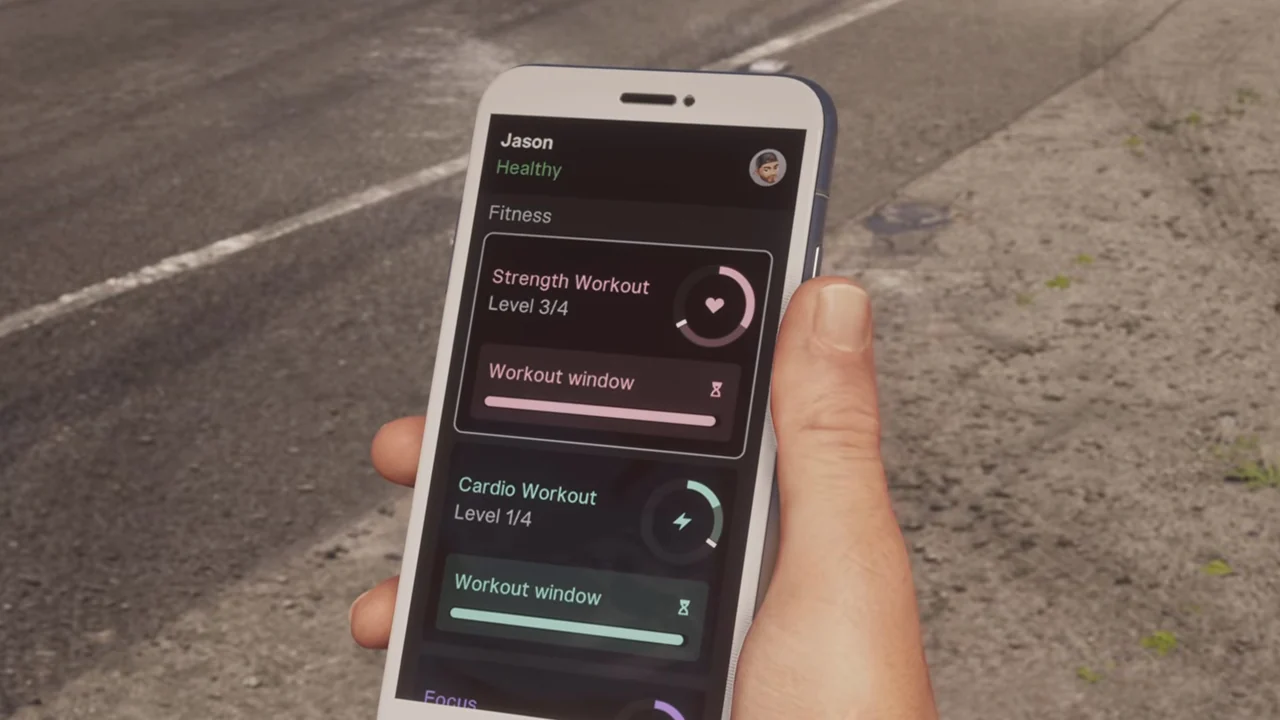 Jason
Healthy
Fitness
Strength Workout
Level 3/4
Workout window
Cardio Workout
Level 1/4
Workout window
Focus